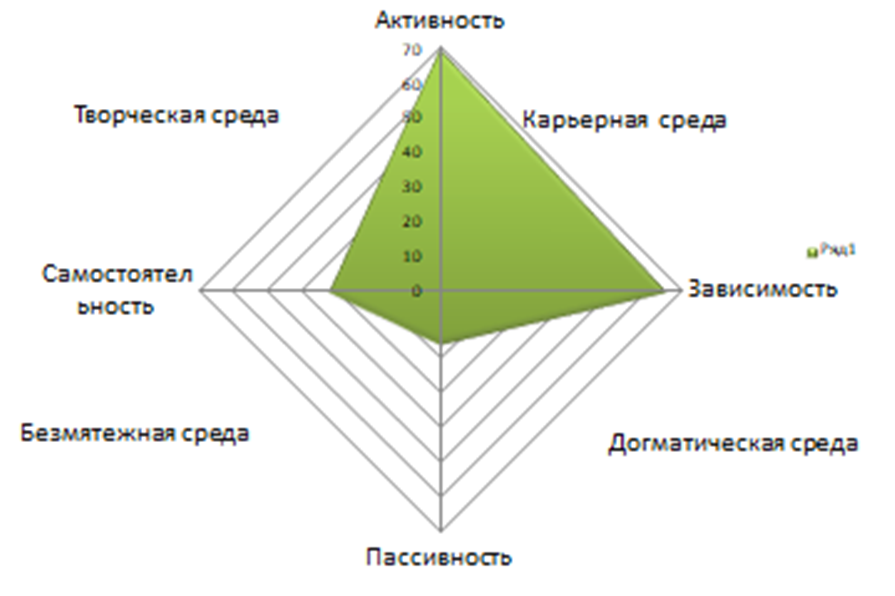 Активность
70
60
Творческая среда
50
Карьерная среда
40
30
20
10
Ряд1
Самостоятел
ьность
0
Зависимость
Безмятежная среда
Догматическая среда
Пассивность